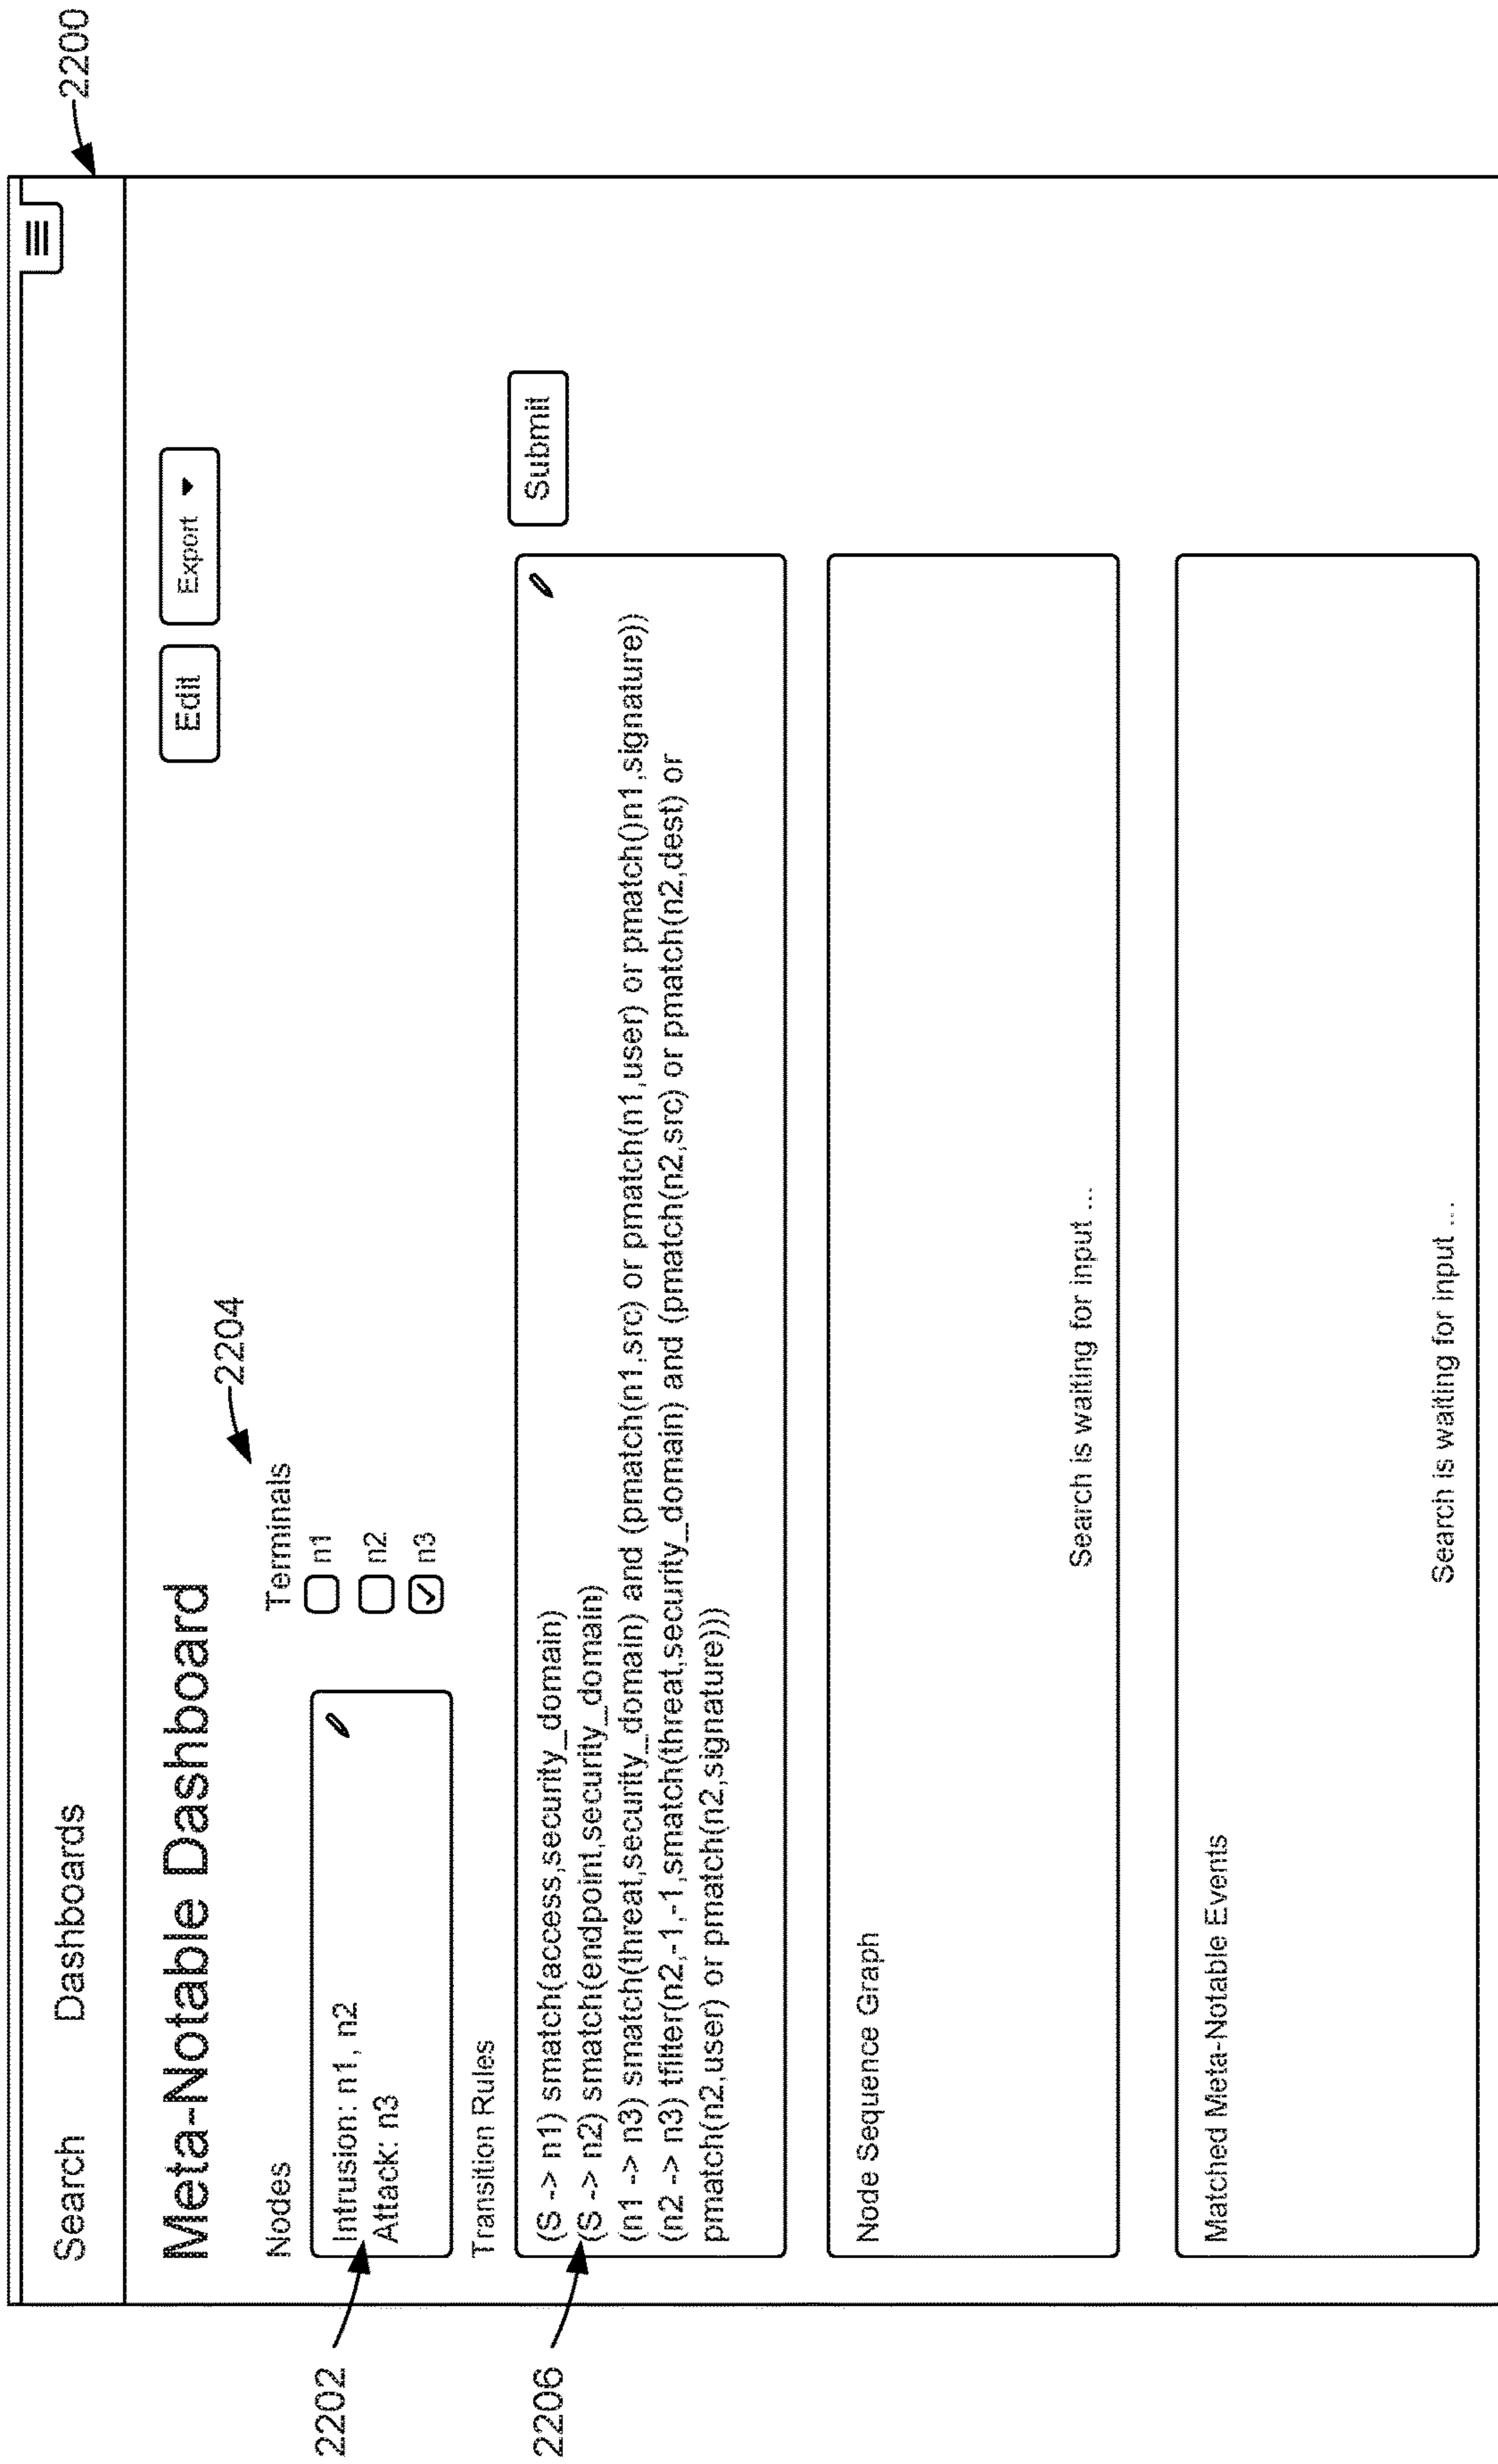 2200
Search Dashboards
Meta-Notable Dashboard
Edit Export
2204
Nodes
Terminals
2202
Intrusion: n1, n2
Attack: n3
n1
n2
n3
Transition Rules
Submit
2206
(S -> n1) smatch(access,security_domain)
(S -> n2) smatch(endpoint,security_domain)
(n1 -> n3) smatch(threat,security_domain) and (pmatch(n1,src) or pmatch(n1,user) or pmatch()n1,signature))
(n2 -> n3) tfilter(n2,-1,-1,smatch(threat,security_domain) and (pmatch(n2,src) or pmatch(n2,dest) or
pmatch(n2,user) or pmatch(n2,signature)))
Node Sequence Graph
Search is waiting for input ...
Matched Meta-Notable Events
Search is waiting for input ...